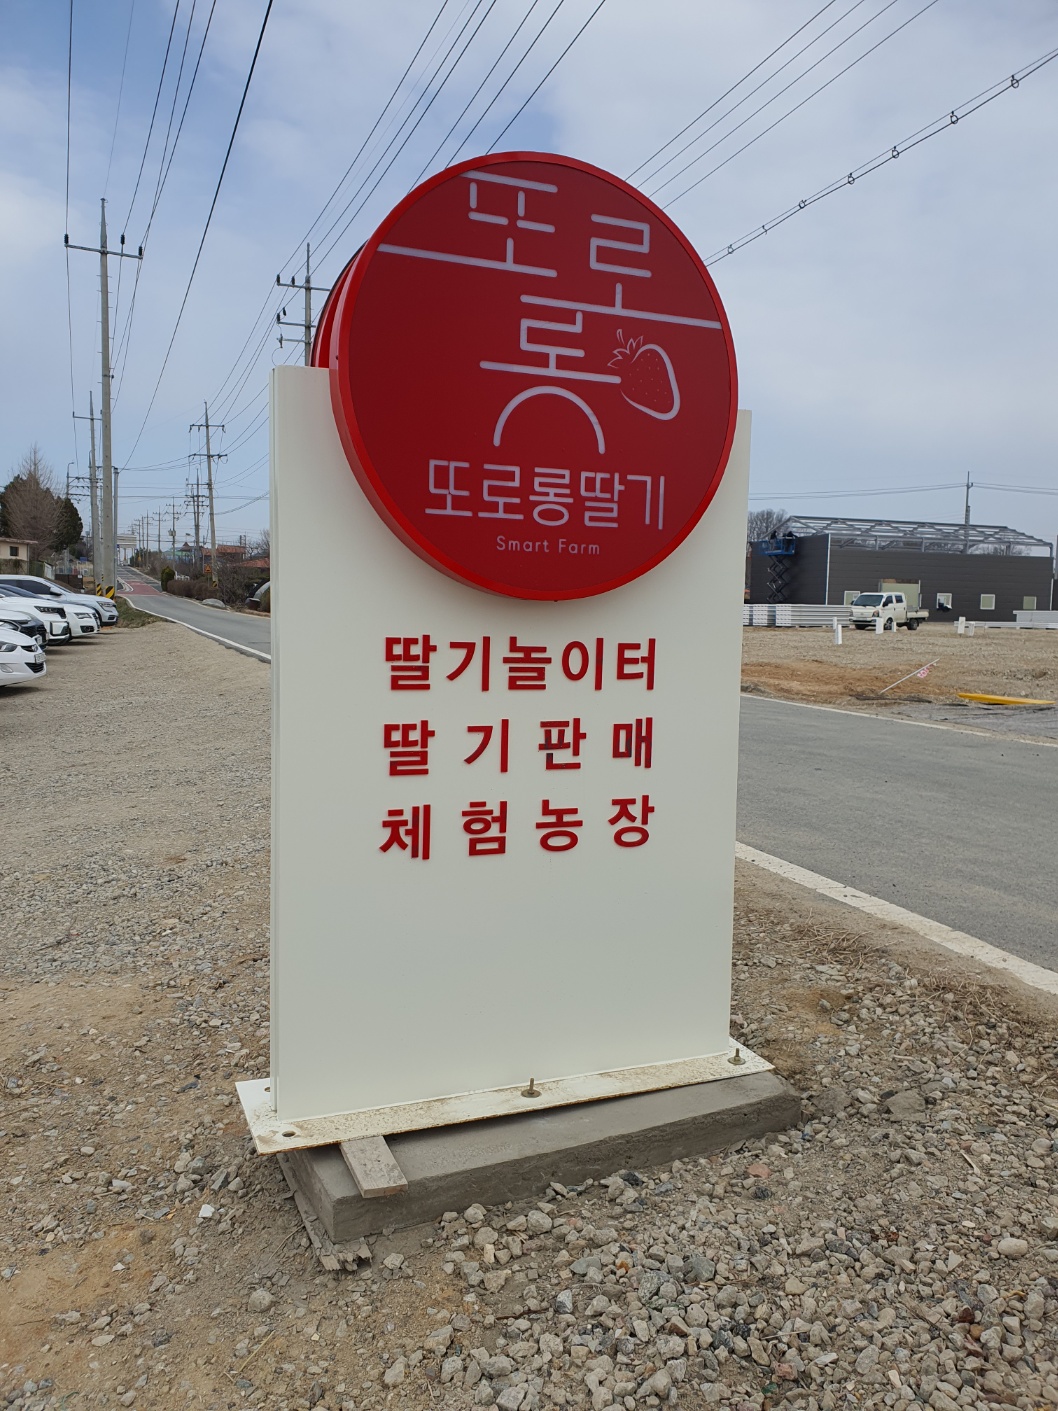 또로
롱
또로롱딸기
Smart Farm
딸기놀이터
딸기판매
체험농장